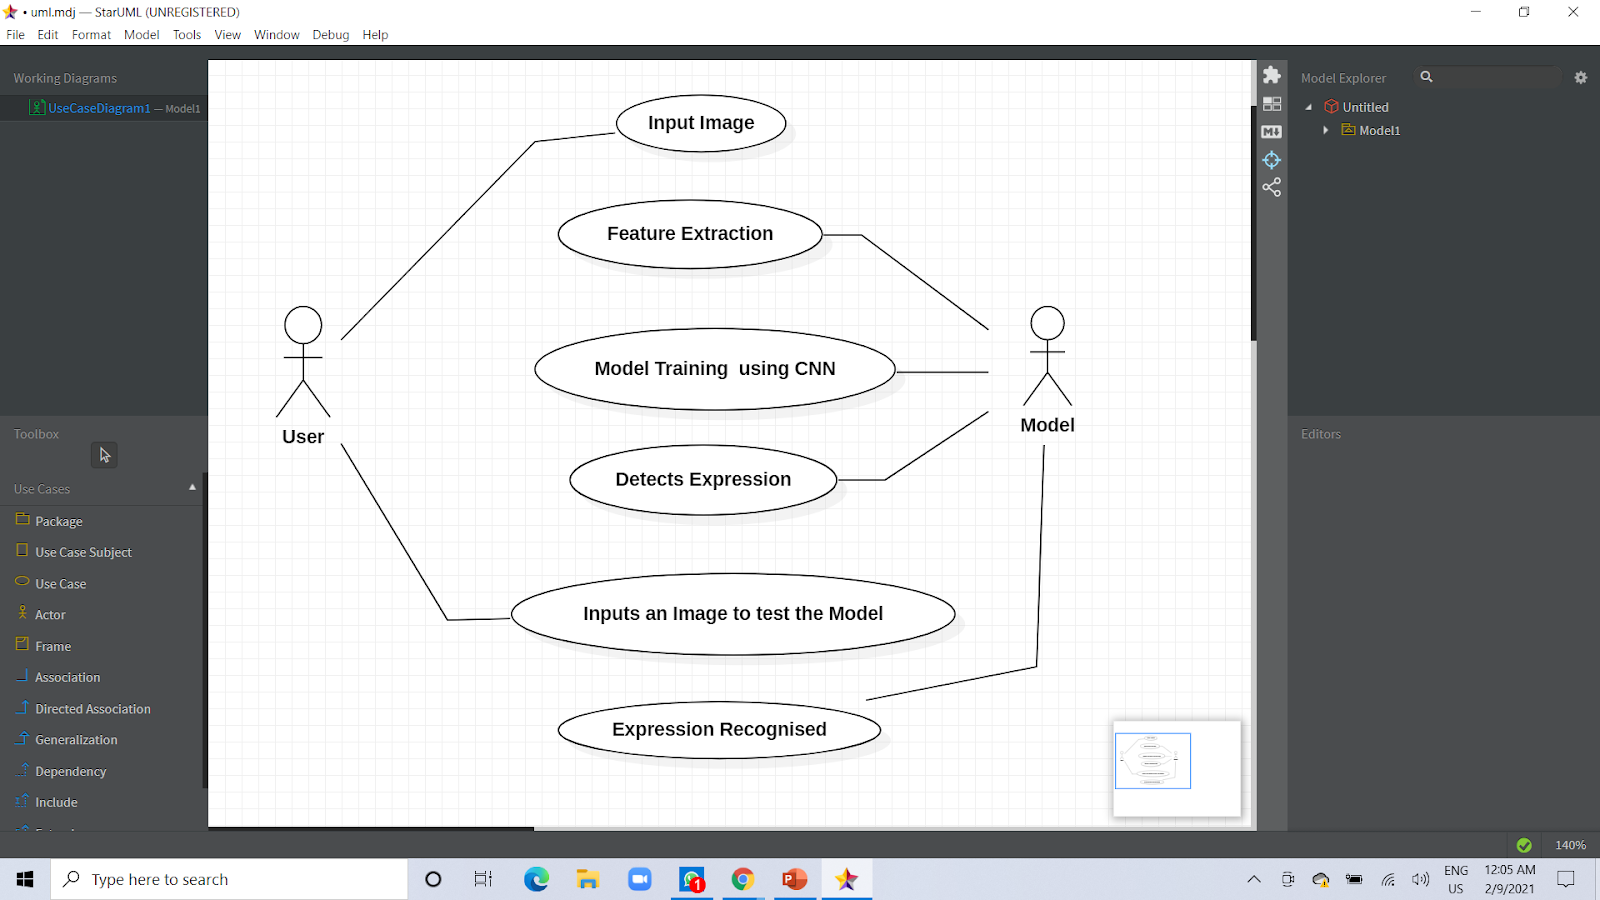 • uml.mdj — StarUML (UNREGISTERED)
File Edit Format Model Tools View Window Debug Help
Working Diagrams
UseCaseDiagram1 — Model1
Toolbox
Use Cases
Package
Use Case Subject
Use Case
Actor
Frame
Association
Directed Association
Generalization
Dependency
Include
Input Image
Feature Extraction
Model Training  using CNN
Detects Expression
Inputs an Image to test the Model
Expression Recognised
User
Model
M
Model Explorer
Untitled
Model1
Editors
140%
Type here to search
1
ENG
US
12:05 AM
2/9/2021